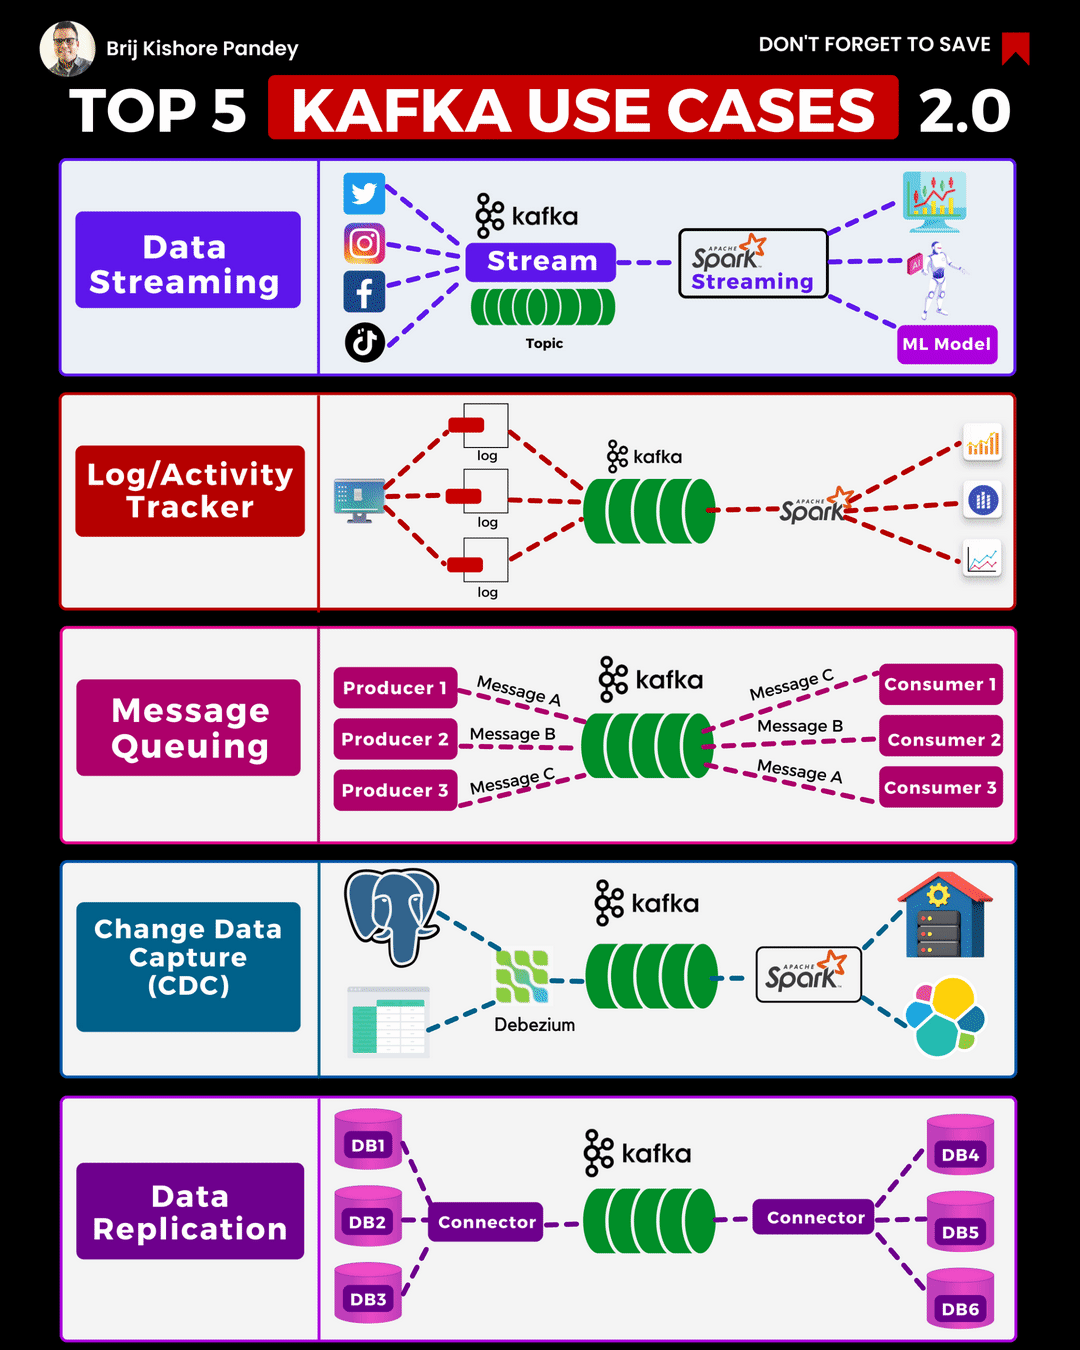 Brij Kishore Pandey
DON'T FORGET TO SAVE
TOP 5 KAFKA USE CASES 2.0
Data
Streaming
kafka
Stream
Topic
APACHE
Spark
Streaming
AI
ML Model
Log/Activity
Tracker
log
log
log
kafka
APACHE
Spark
Message
Queuing
Producer 1
Producer 2
Producer 3
Message A
Message B
Message C
kafka
Message C
Message B
Message A
Consumer 1
Consumer 2
Consumer 3
Change Data
Capture
(CDC)
Debezium
kafka
APACHE
Spark
Data
Replication
DB1
DB2
DB3
Connector
kafka
Connector
DB4
DB5
DB6